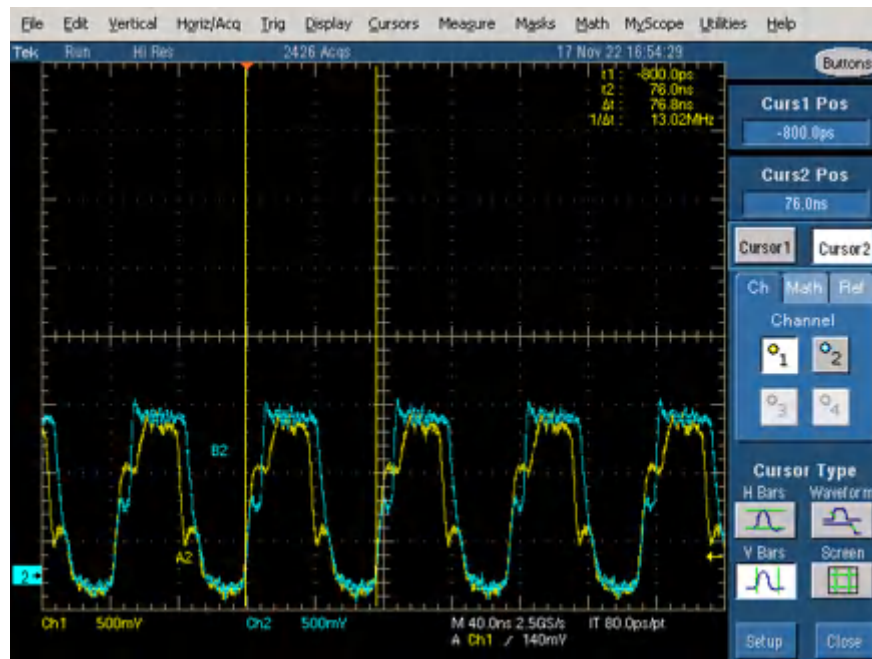 File Edit Vertical Horiz/Acq Trig Display Cursors Measure Masks Math MyScope Utilities Help
Tek Run Hi Res 2426 Acqs 17 Nov 22 16:54:29
Buttons
t1: -800.0ps
t2: 76.0ns
Δt: 76.8ns
1/Δt: 13.02MHz
Curs1 Pos
-800.0ps
Curs2 Pos
76.0ns
Cursor1 Cursor2
Ch Math Ref
Channel
1 2
3 4
B2
A2
2
Cursor Type
H Bars Waveform
V Bars Screen
Ch1 500mV Ch2 500mV M 40.0ns 2.5GS/s IT 80.0ps/pt
A Ch1 140mV
Setup Close